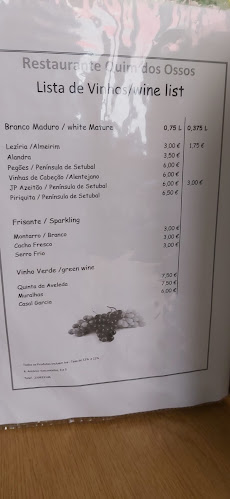 Restaurante Quim dos Ossos
Lista de Vinhos/wine list
Branco Maduro / white Mature 0,75 L 0,375 L
Lezíria /Almeirim 3,00 € 1,75 €
Alandra 3,50 €
Pegões / Península de Setubal 6,00 €
Vinhas de Cabeção /Alentejano 6,00 €
JP Azeitão / Península de Setubal 6,00 € 3,00 €
Piriquita / Península de Setubal 6,50 €
Frisante / Sparkling
Montarro / Branco 3,00 €
Cacho Fresco 3,00 €
Serra Fria 3,00 €
Vinho Verde /green wine
Quinta da Aveleda 7,50 €
Muralhas 7,50 €
Casal Garcia 6,00 €